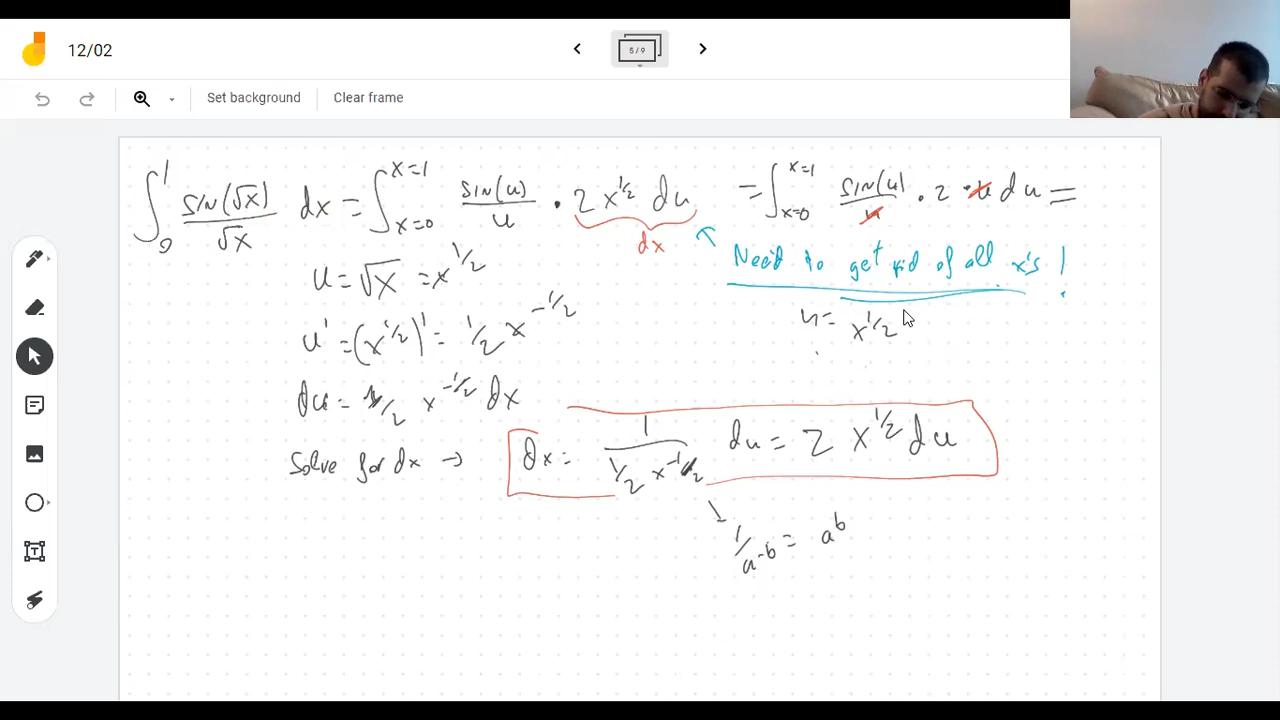 12/02
5/9
Set background
Clear frame
∫₀¹ sin(√x)/√x dx = ∫_{x=0}^{x=1} sin(u)/u · 2 x^{1/2} du = ∫_{x=0}^{x=1} sin(u)/u · 2 · u du =
dx
Need to get rid of all x's !
u = √x = x^{1/2}
u = x^{1/2}
u' = (x^{1/2})' = 1/2 x^{-1/2}
du = 1/2 x^{-1/2} dx
Solve for dx → dx = 1/(1/2 x^{-1/2}) du = 2 x^{1/2} du
1/a^{-b} = a^b